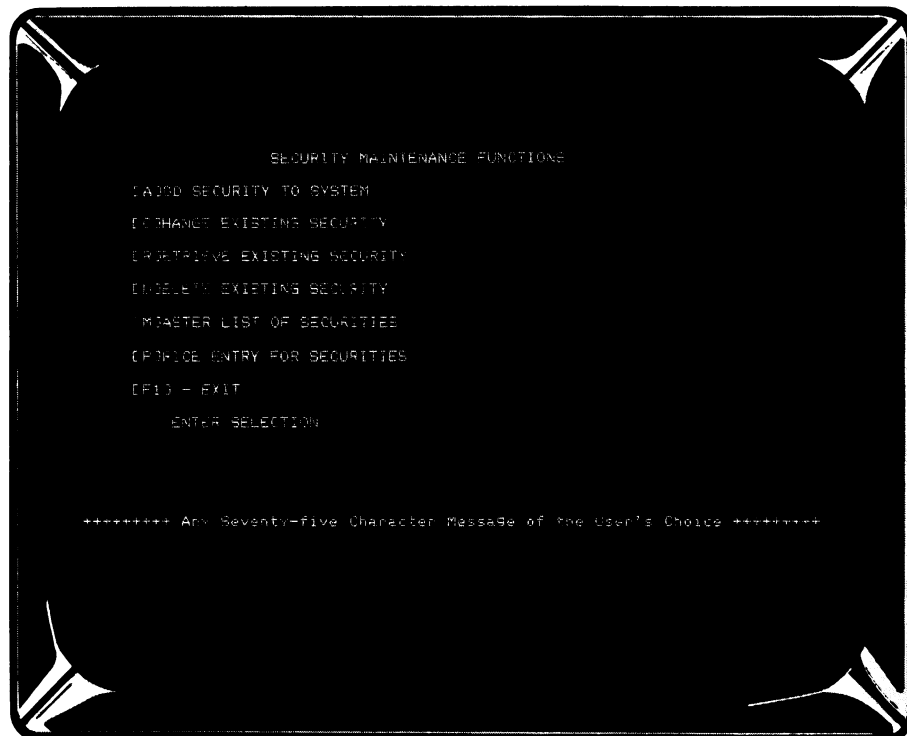 SECURITY MAINTENANCE FUNCTIONS
[A]DD SECURITY TO SYSTEM
[C]HANGE EXISTING SECURITY
[R]ETRIEVE EXISTING SECURITY
[D]ELETE EXISTING SECURITY
[M]ASTER LIST OF SECURITIES
[P]RICE ENTRY FOR SECURITIES
[F1] - EXIT
ENTER SELECTION
+++++++++ Any Seventy-five Character Message of the User's Choice +++++++++